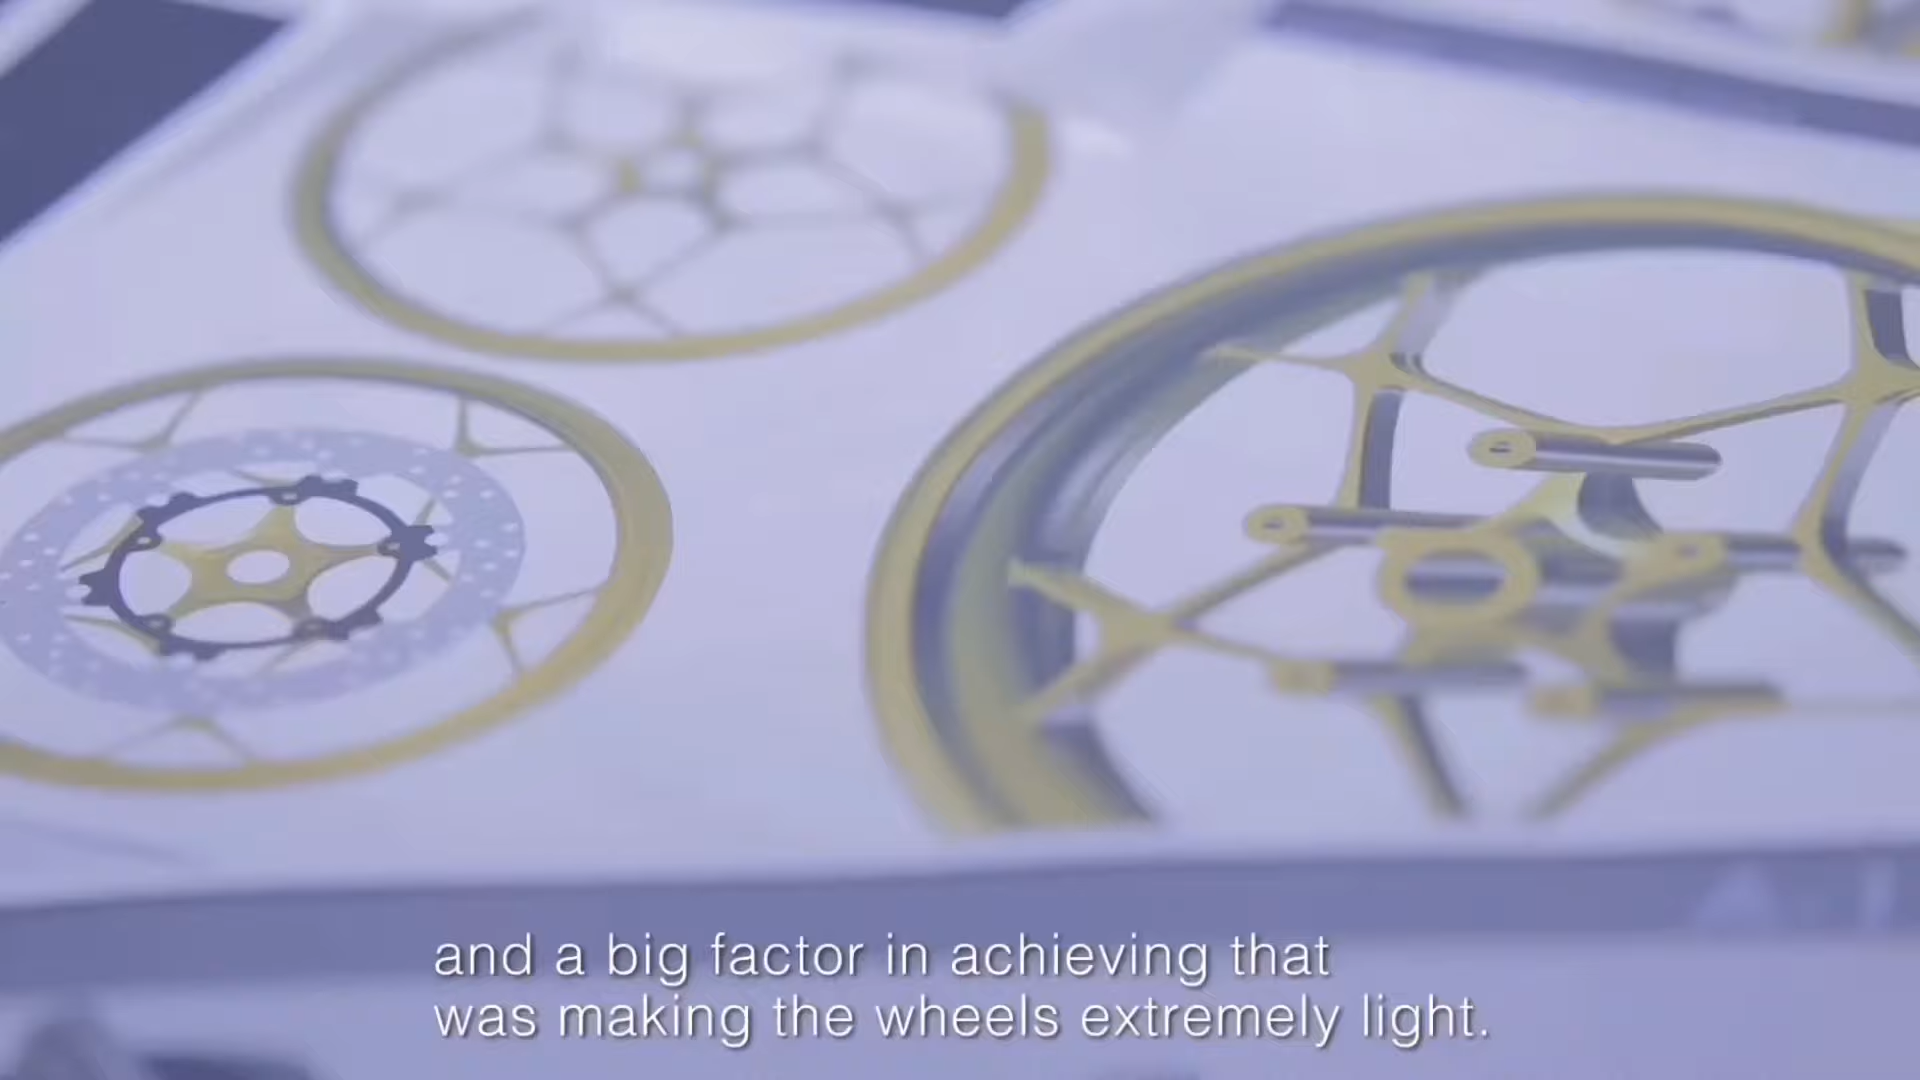 and a big factor in achieving that
was making the wheels extremely light.